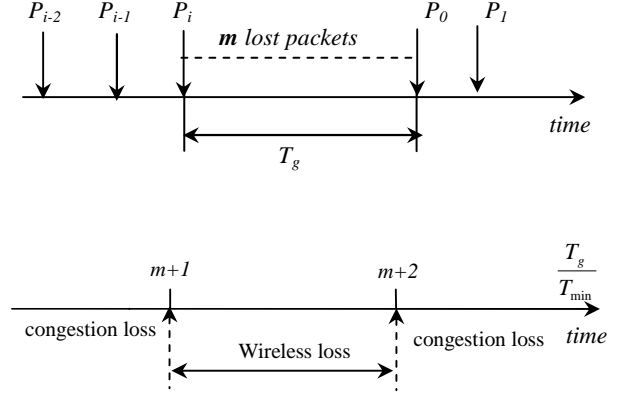 P_{i-2} P_{i-1} P_i m lost packets P_0 P_1
time
T_g
m+1 m+2 T_g / T_min
congestion loss Wireless loss congestion loss time